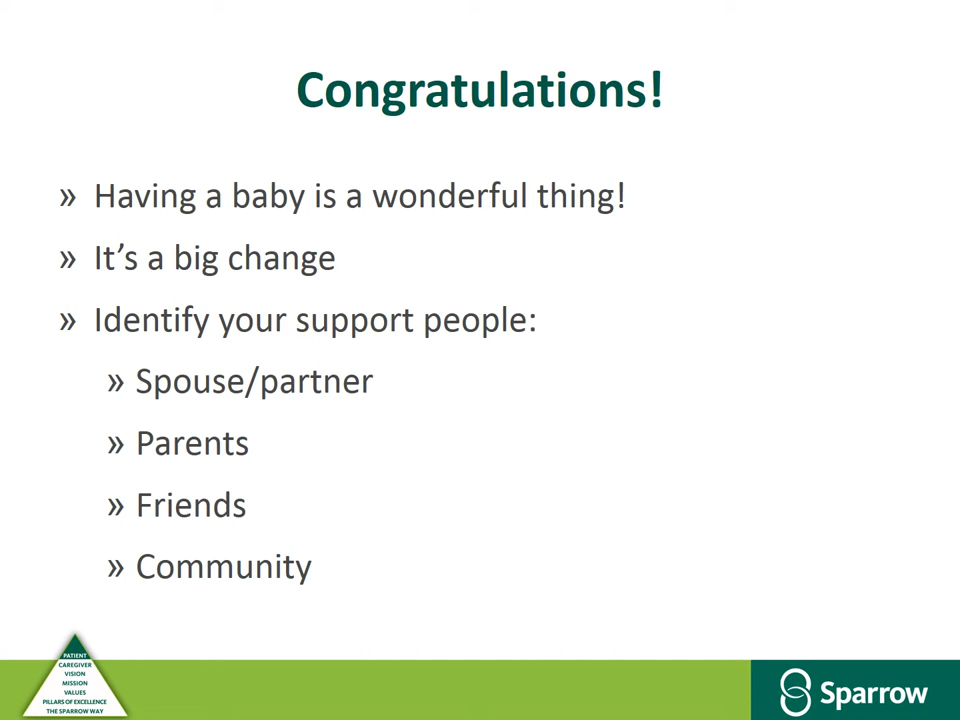 Congratulations!
» Having a baby is a wonderful thing!
» It’s a big change
» Identify your support people:
» Spouse/partner
» Parents
» Friends
» Community
PATIENT
CAREGIVER
VISION
MISSION
VALUES
PILLARS OF EXCELLENCE
THE SPARROW WAY
Sparrow